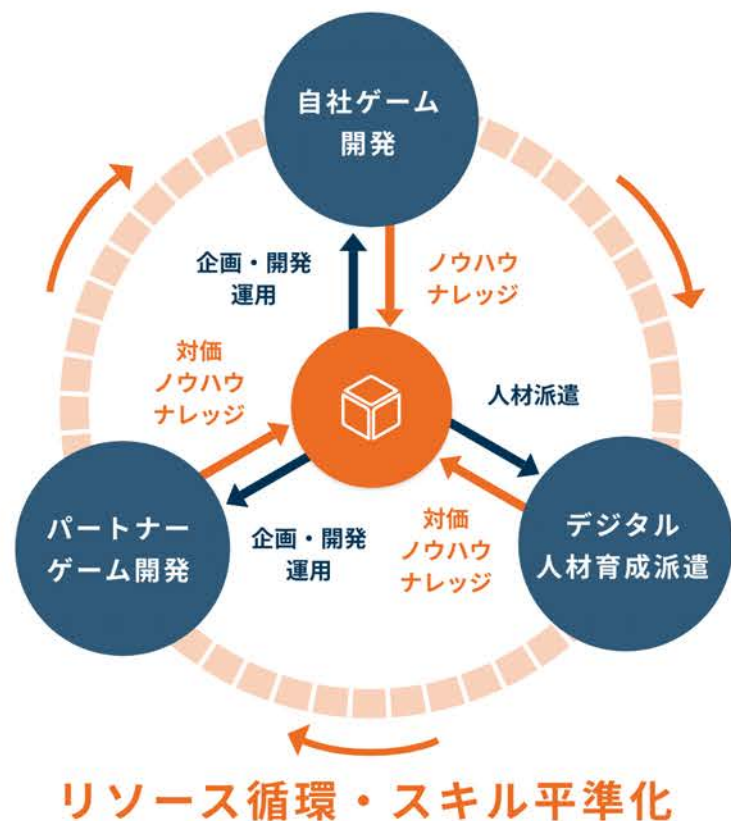 自社ゲーム
開発
企画・開発
運用
ノウハウ
ナレッジ
対価
ノウハウ
ナレッジ
人材派遣
パートナー
ゲーム開発
企画・開発
運用
対価
ノウハウ
ナレッジ
デジタル
人材育成派遣
リソース循環・スキル平準化